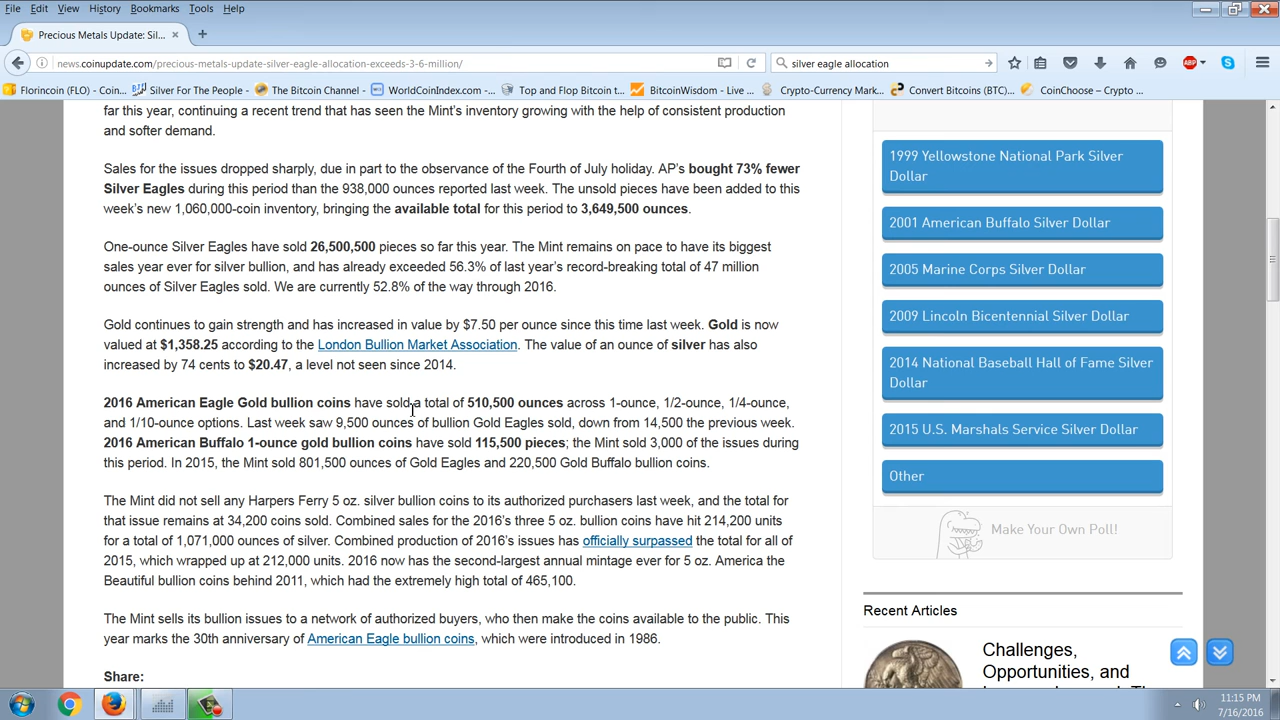 File Edit View History Bookmarks Tools Help
Precious Metals Update: Sil...
news.coinupdate.com/precious-metals-update-silver-eagle-allocation-exceeds-3-6-million/
silver eagle allocation
ABP
Florincoin (FLO) - Coin... Silver For The People - ... The Bitcoin Channel - ... WorldCoinIndex.com -... Top and Flop Bitcoin t... BitcoinWisdom - Live ... Crypto-Currency Mark... Convert Bitcoins (BTC)... CoinChoose – Crypto ...
far this year, continuing a recent trend that has seen the Mint's inventory growing with the help of consistent production
and softer demand.
Sales for the issues dropped sharply, due in part to the observance of the Fourth of July holiday. AP's bought 73% fewer
Silver Eagles during this period than the 938,000 ounces reported last week. The unsold pieces have been added to this
week's new 1,060,000-coin inventory, bringing the available total for this period to 3,649,500 ounces.
One-ounce Silver Eagles have sold 26,500,500 pieces so far this year. The Mint remains on pace to have its biggest
sales year ever for silver bullion, and has already exceeded 56.3% of last year's record-breaking total of 47 million
ounces of Silver Eagles sold. We are currently 52.8% of the way through 2016.
Gold continues to gain strength and has increased in value by $7.50 per ounce since this time last week. Gold is now
valued at $1,358.25 according to the London Bullion Market Association. The value of an ounce of silver has also
increased by 74 cents to $20.47, a level not seen since 2014.
2016 American Eagle Gold bullion coins have sold a total of 510,500 ounces across 1-ounce, 1/2-ounce, 1/4-ounce,
and 1/10-ounce options. Last week saw 9,500 ounces of bullion Gold Eagles sold, down from 14,500 the previous week.
2016 American Buffalo 1-ounce gold bullion coins have sold 115,500 pieces; the Mint sold 3,000 of the issues during
this period. In 2015, the Mint sold 801,500 ounces of Gold Eagles and 220,500 Gold Buffalo bullion coins.
The Mint did not sell any Harpers Ferry 5 oz. silver bullion coins to its authorized purchasers last week, and the total for
that issue remains at 34,200 coins sold. Combined sales for the 2016's three 5 oz. bullion coins have hit 214,200 units
for a total of 1,071,000 ounces of silver. Combined production of 2016's issues has officially surpassed the total for all of
2015, which wrapped up at 212,000 units. 2016 now has the second-largest annual mintage ever for 5 oz. America the
Beautiful bullion coins behind 2011, which had the extremely high total of 465,100.
The Mint sells its bullion issues to a network of authorized buyers, who then make the coins available to the public. This
year marks the 30th anniversary of American Eagle bullion coins, which were introduced in 1986.
Share:
1999 Yellowstone National Park Silver
Dollar
2001 American Buffalo Silver Dollar
2005 Marine Corps Silver Dollar
2009 Lincoln Bicentennial Silver Dollar
2014 National Baseball Hall of Fame Silver
Dollar
2015 U.S. Marshals Service Silver Dollar
Other
Make Your Own Poll!
Recent Articles
Challenges,
Opportunities, and
11:15 PM
7/16/2016